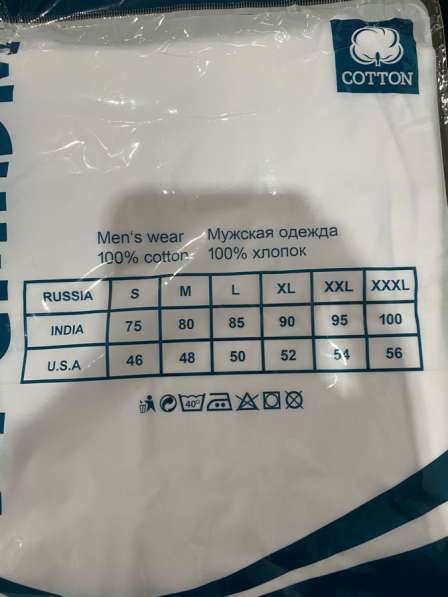 COTTON
Men's wear Мужская одежда
100% cotton 100% хлопок
RUSSIA S M L XL XXL XXXL
INDIA 75 80 85 90 95 100
U.S.A 46 48 50 52 54 56
40°